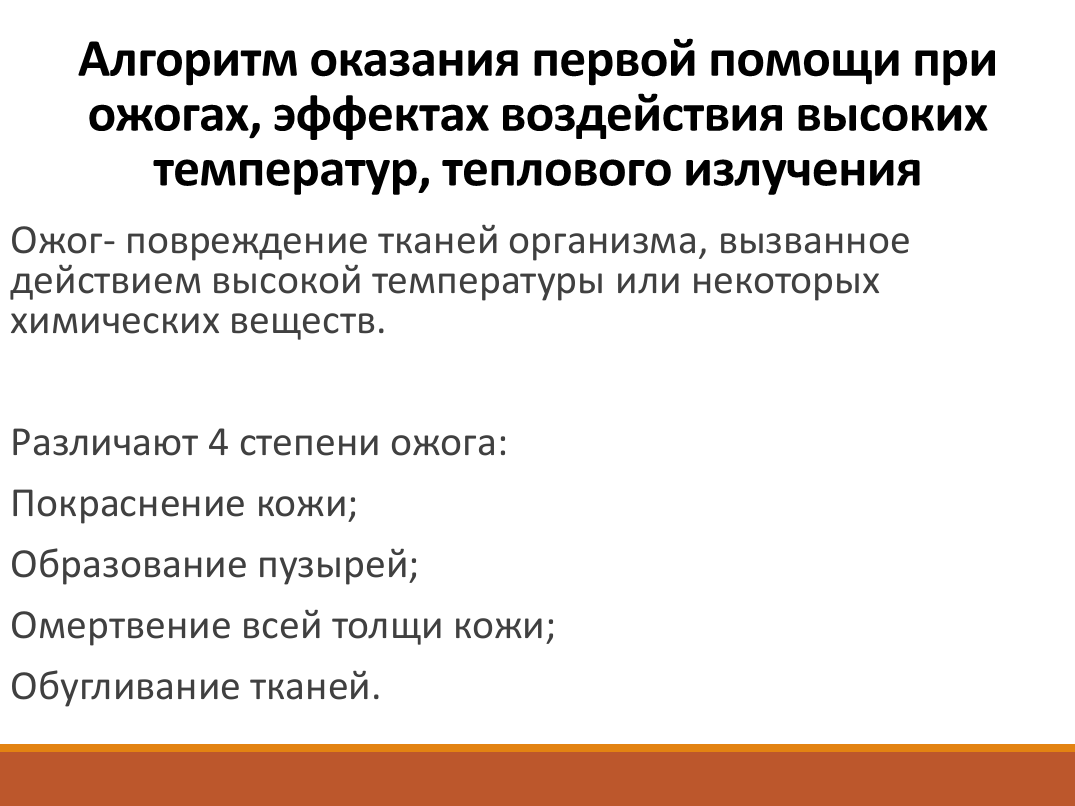 Алгоритм оказания первой помощи при
ожогах, эффектах воздействия высоких
температур, теплового излучения
Ожог- повреждение тканей организма, вызванное
действием высокой температуры или некоторых
химических веществ.
Различают 4 степени ожога:
Покраснение кожи;
Образование пузырей;
Омертвение всей толщи кожи;
Обугливание тканей.